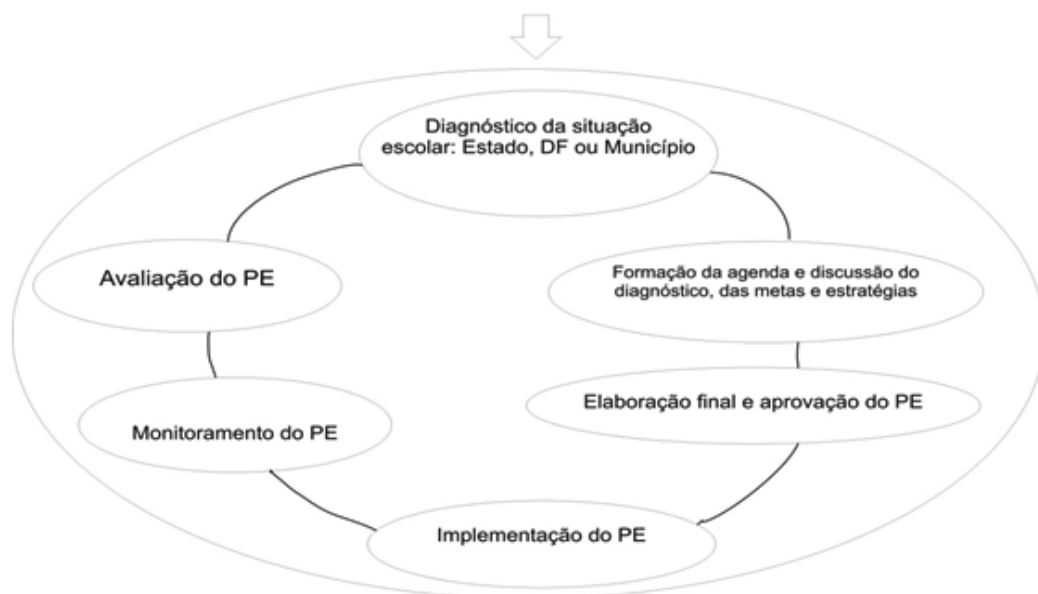 Diagnóstico da situação
escolar: Estado, DF ou Município
Formação da agenda e discussão do
diagnóstico, das metas e estratégias
Elaboração final e aprovação do PE
Implementação do PE
Monitoramento do PE
Avaliação do PE